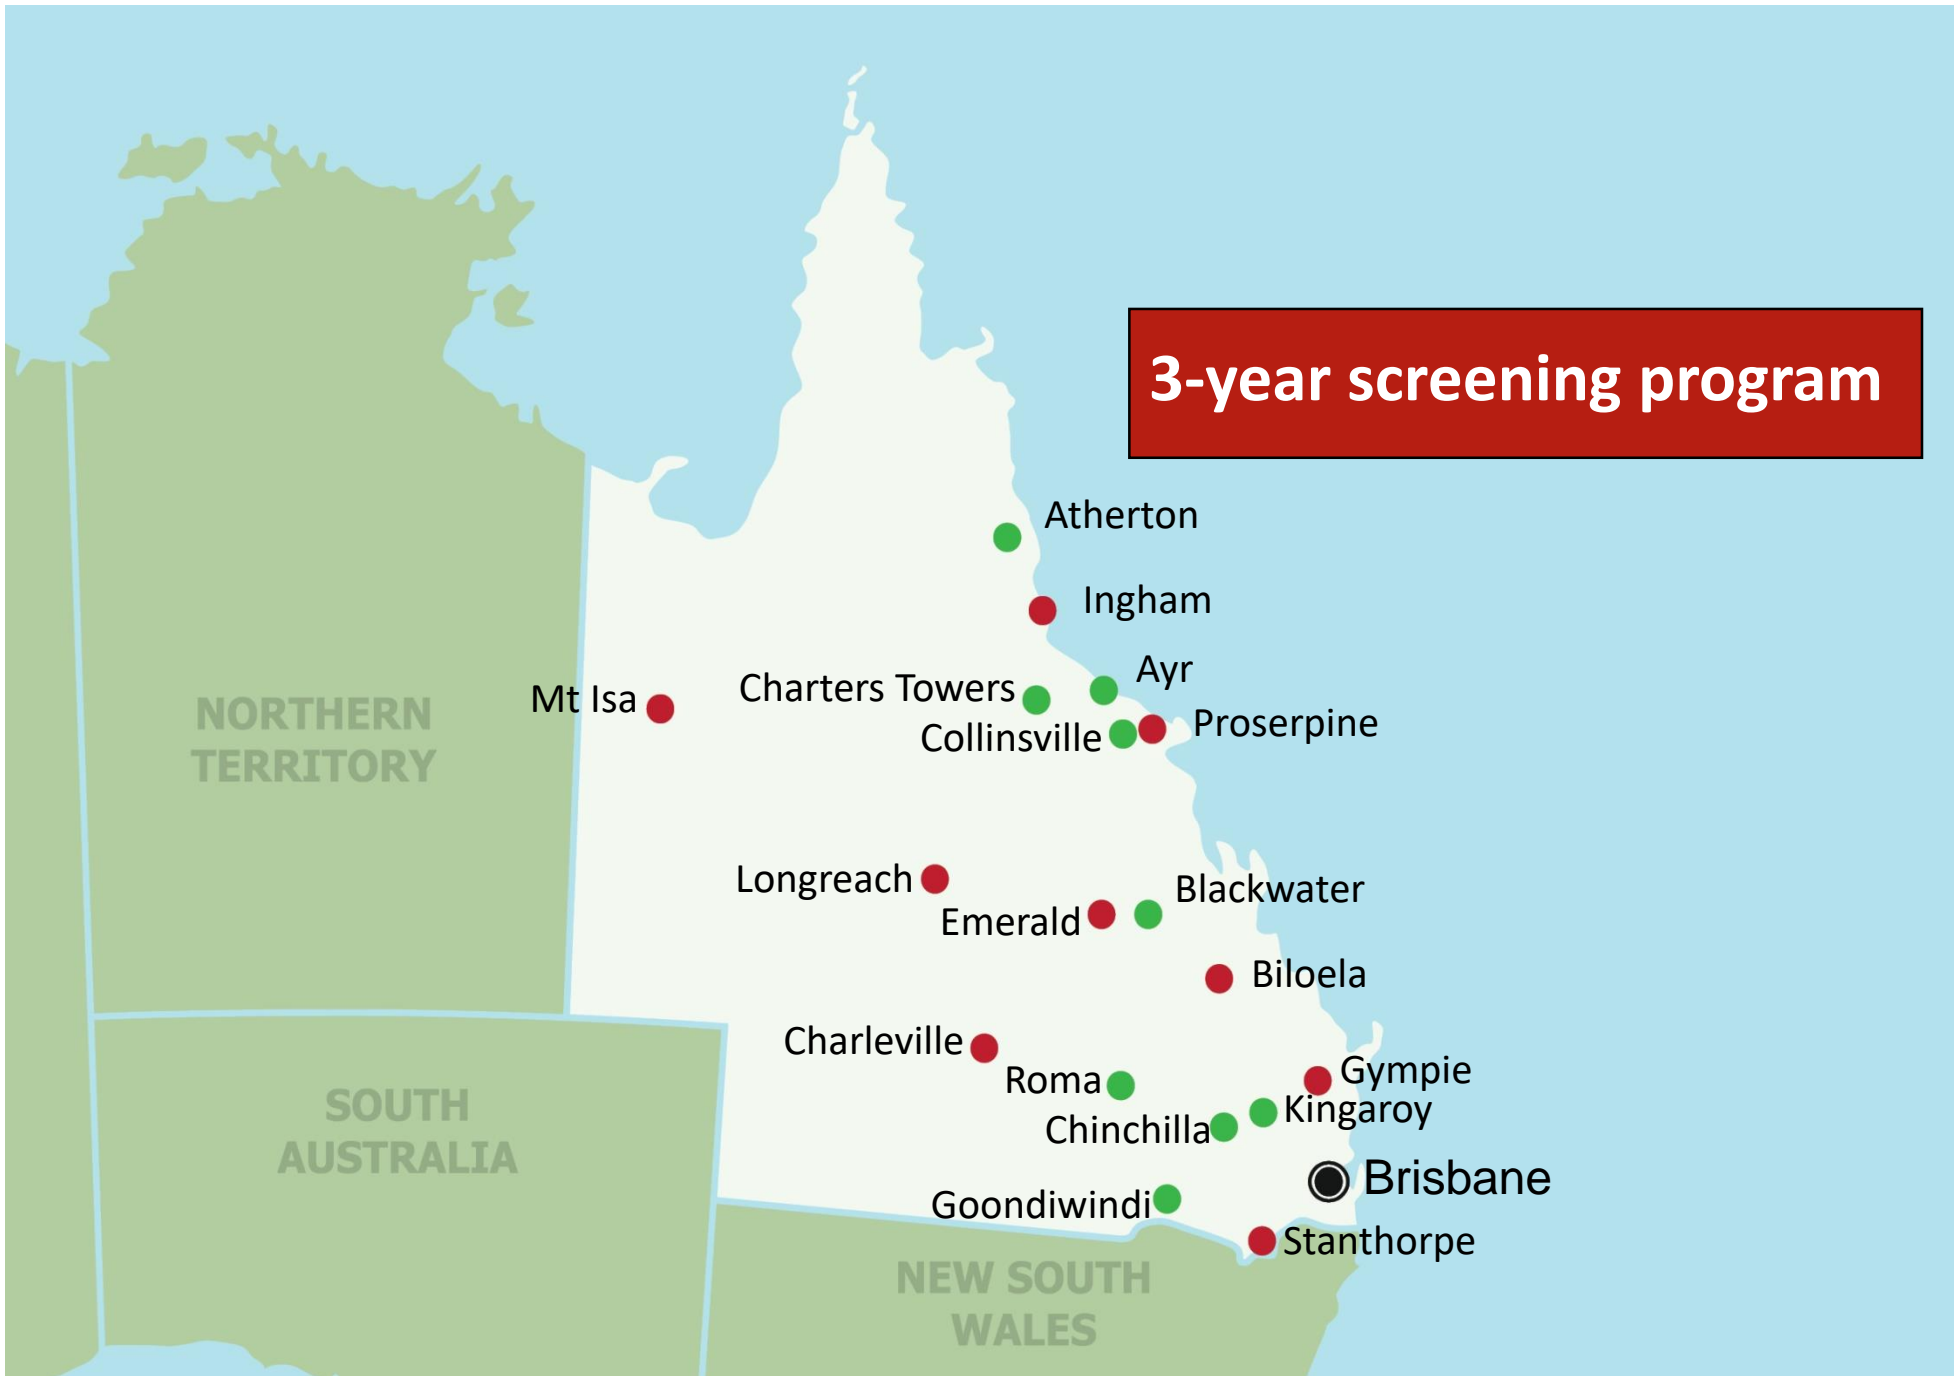 3-year screening program
Atherton
Ingham
Ayr
Charters Towers
Mt Isa
NORTHERN
TERRITORY
Proserpine
Collinsville
Longreach
Blackwater
Emerald
Biloela
Charleville
Gympie
Roma
Kingaroy
Chinchilla
SOUTH
AUSTRALIA
Brisbane
Goondiwindi
Stanthorpe
NEW SOUTH
WALES